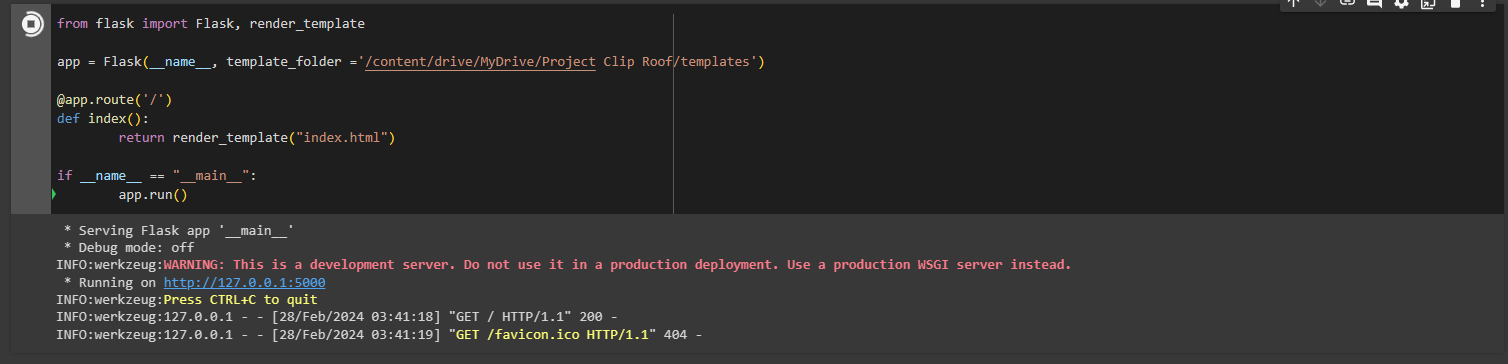 from flask import Flask, render_template
app = Flask(__name__, template_folder ='/content/drive/MyDrive/Project Clip Roof/templates')
@app.route('/')
def index():
return render_template("index.html")
if __name__ == "__main__":
app.run()
* Serving Flask app '__main__'
* Debug mode: off
INFO:werkzeug:WARNING: This is a development server. Do not use it in a production deployment. Use a production WSGI server instead.
* Running on http://127.0.0.1:5000
INFO:werkzeug:Press CTRL+C to quit
INFO:werkzeug:127.0.0.1 - - [28/Feb/2024 03:41:18] "GET / HTTP/1.1" 200 -
INFO:werkzeug:127.0.0.1 - - [28/Feb/2024 03:41:19] "GET /favicon.ico HTTP/1.1" 404 -